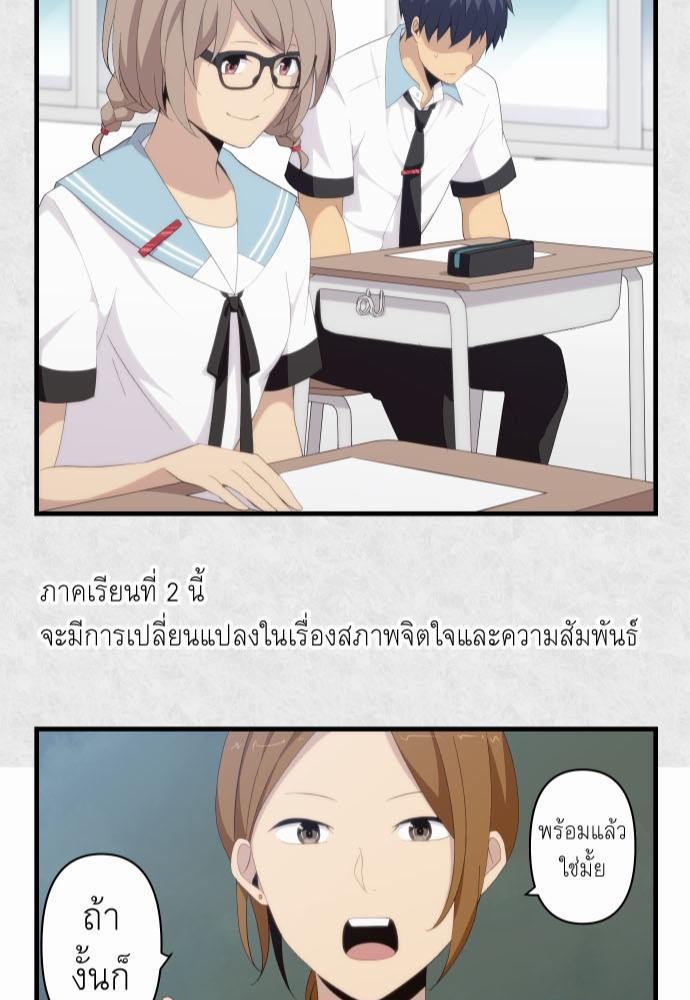 ภาคเรียนที่ 2 นี้
จะมีการเปลี่ยนแปลงในเรื่องสภาพจิตใจและความสัมพันธ์
พร้อมแล้ว
ใช่มั้ย
ถ้า
งั้นก็